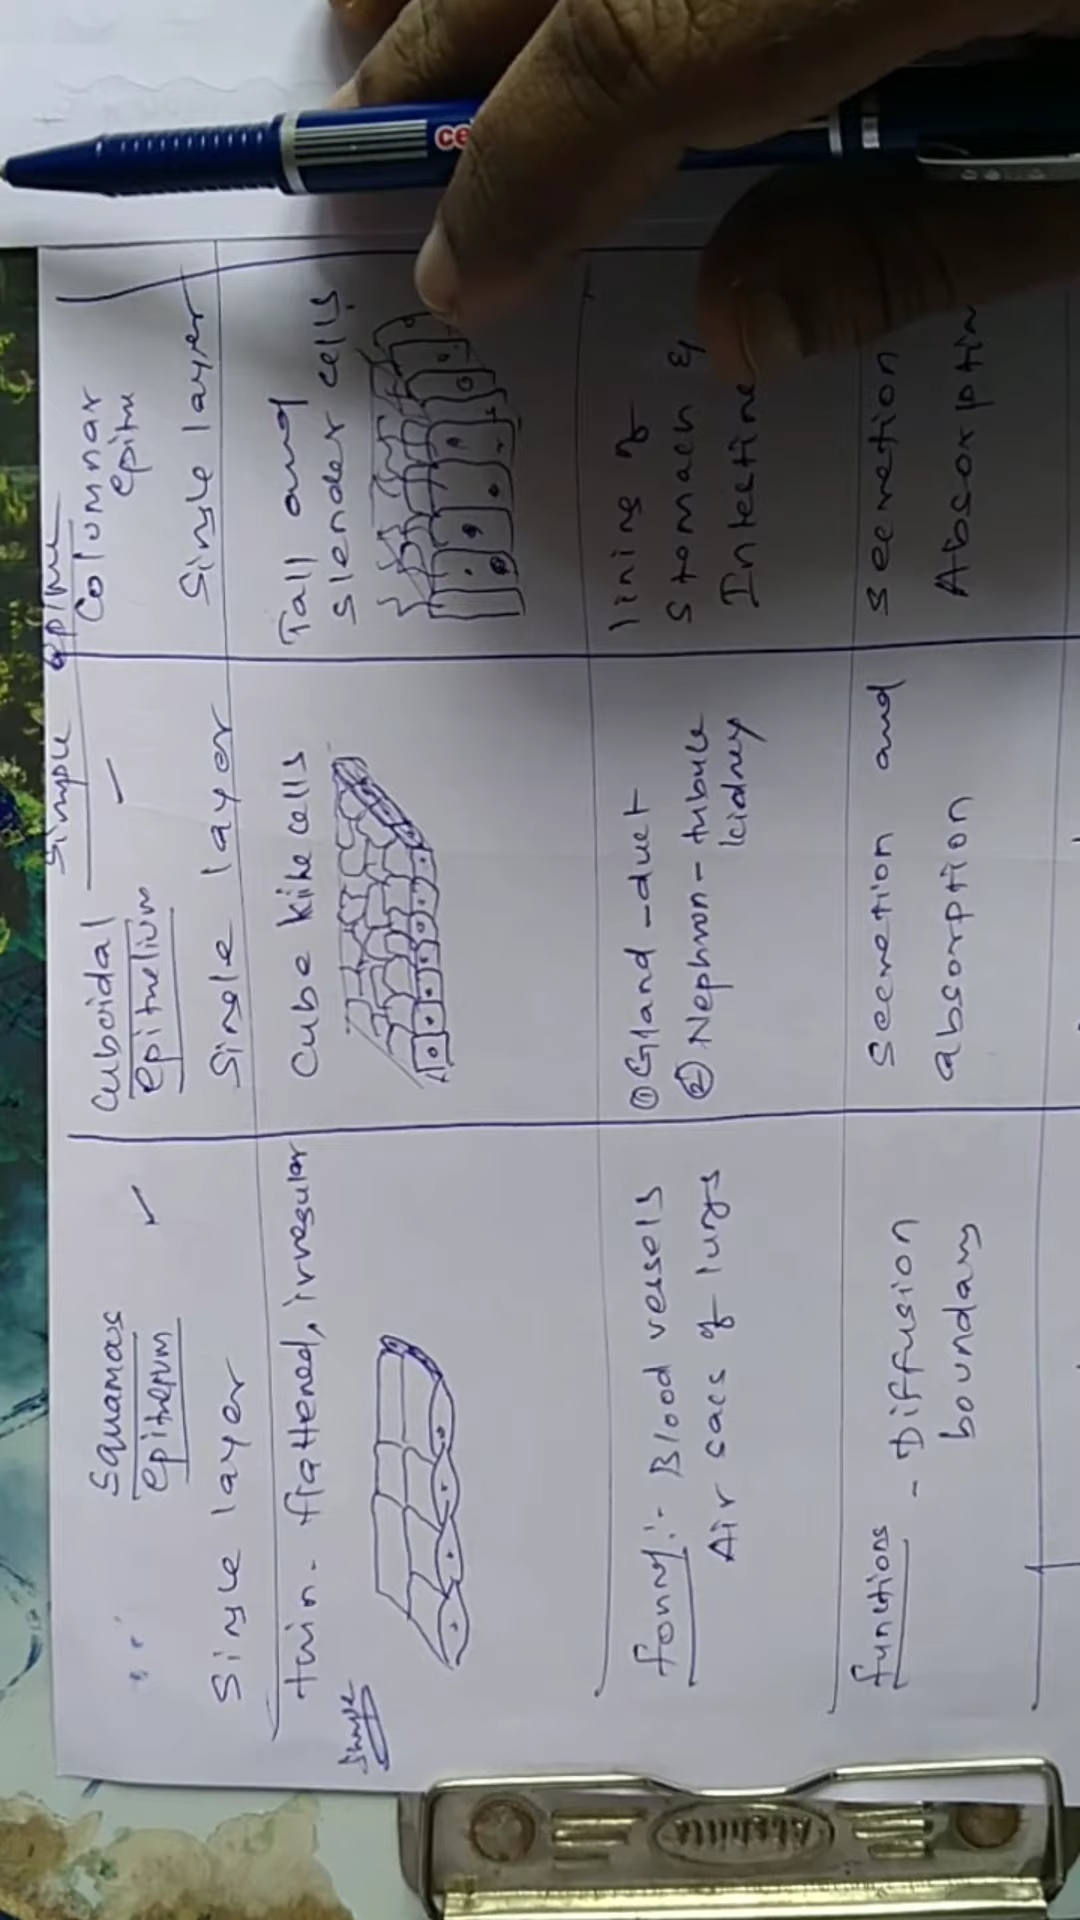 Simple epithe
Squamous
epithelium
Single layer
thin - flattened, irregular
shape
found :- Blood vessels
Air sacs of lungs
functions - Diffusion
boundary
Cuboidal
epithelium
Single layer
Cube like cells
① Gland - duct
② Nephron - tubule
kidney
Secretion and
absorption
Columnar
epithe
Single layer
Tall and
slender cells
lining of
Stomach &
Intestine
Secretion
Absorption
ce